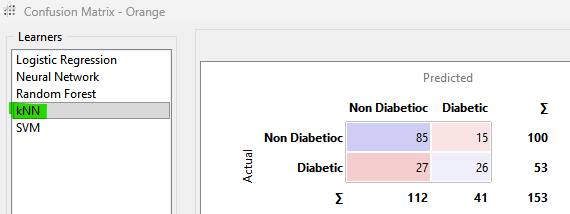 Confusion Matrix - Orange
Learners
Logistic Regression
Neural Network
Random Forest
kNN
SVM
Predicted
Non Diabetioc Diabetic Σ
Actual
Non Diabetioc 85 15 100
Diabetic 27 26 53
Σ 112 41 153